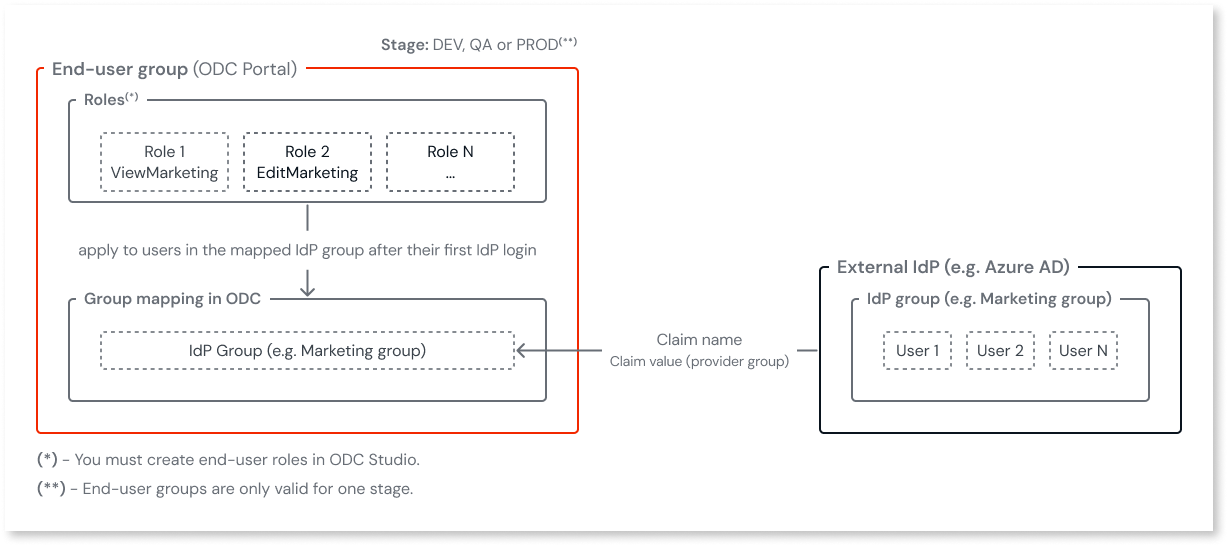 Stage: DEV, QA or PROD(**)
End-user group (ODC Portal)
Roles(*)
Role 1
ViewMarketing
Role 2
EditMarketing
Role N
...
apply to users in the mapped IdP group after their first IdP login
Group mapping in ODC
IdP Group (e.g. Marketing group)
Claim name
Claim value (provider group)
External IdP (e.g. Azure AD)
IdP group (e.g. Marketing group)
User 1
User 2
User N
(*) - You must create end-user roles in ODC Studio.
(**) - End-user groups are only valid for one stage.